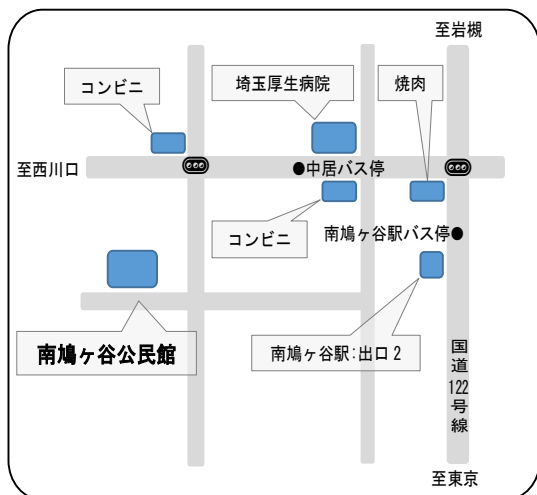 至岩槻
コンビニ
埼玉厚生病院
焼肉
至西川口
●中居バス停
コンビニ
南鳩ヶ谷駅バス停●
南鳩ヶ谷公民館
南鳩ヶ谷駅:出口2
国道122号線
至東京